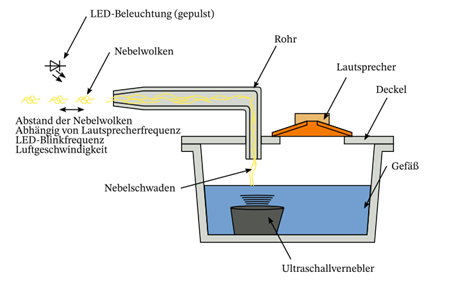 LED-Beleuchtung (gepulst)
Nebelwolken
Rohr
Lautsprecher
Deckel
Abstand der Nebelwolken
Abhängig von Lautsprecherfrequenz
LED-Blinkfrequenz
Luftgeschwindigkeit
Gefäß
Nebelschwaden
Ultraschallvernebler